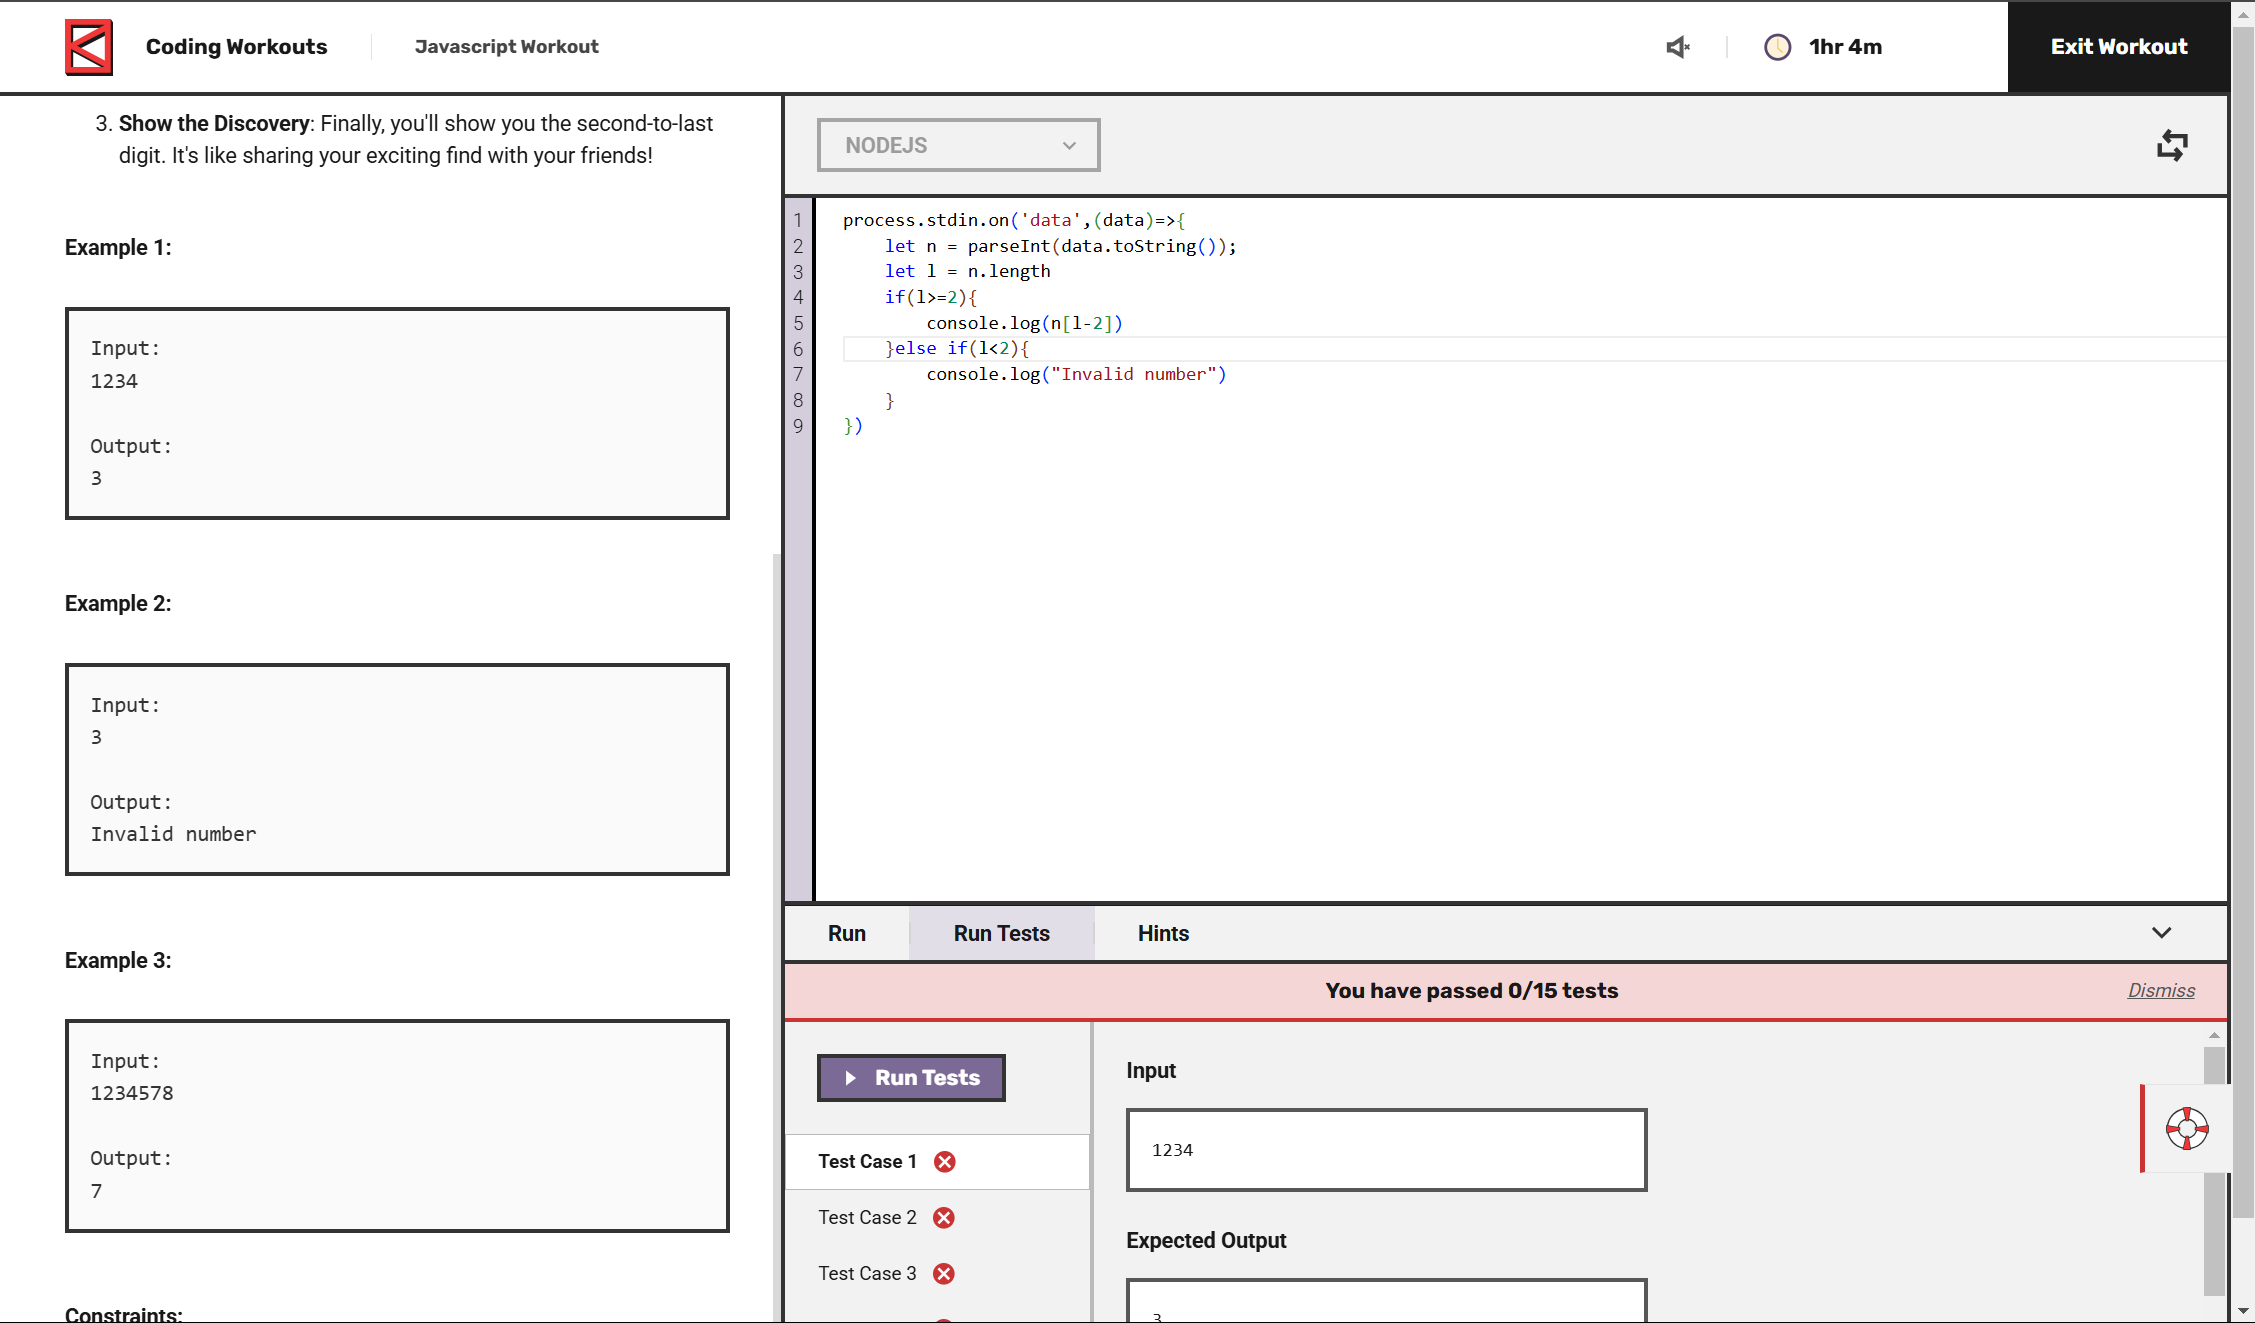 Coding Workouts
Javascript Workout
1hr 4m
Exit Workout
3. Show the Discovery: Finally, you'll show you the second-to-last
digit. It's like sharing your exciting find with your friends!
Example 1:
Input:
1234
Output:
3
Example 2:
Input:
3
Output:
Invalid number
Example 3:
Input:
1234578
Output:
7
Constraints:
NODEJS
1 process.stdin.on('data',(data)=>{
2     let n = parseInt(data.toString());
3     let l = n.length
4     if(l>=2){
5         console.log(n[l-2])
6     }else if(l<2){
7         console.log("Invalid number")
8     }
9 })
Run
Run Tests
Hints
You have passed 0/15 tests
Dismiss
Run Tests
Test Case 1
Test Case 2
Test Case 3
Input
1234
Expected Output
3